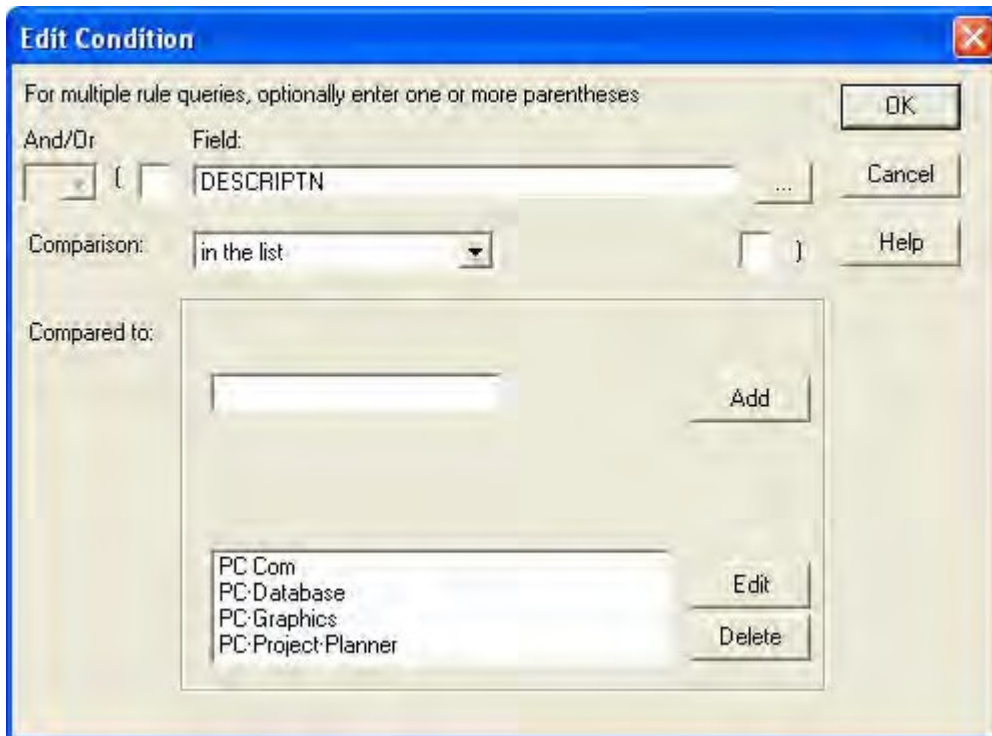 Edit Condition
For multiple rule queries, optionally enter one or more parentheses
OK
And/Or
Field:
(
DESCRIPTN
...
Cancel
Comparison:
in the list
)
Help
Compared to:
Add
PC Com
PC·Database
PC·Graphics
PC·Project·Planner
Edit
Delete